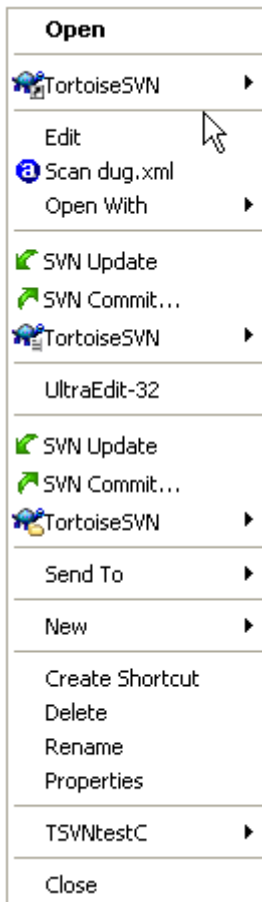 Open
TortoiseSVN
Edit
Scan dug.xml
Open With
SVN Update
SVN Commit...
TortoiseSVN
UltraEdit-32
SVN Update
SVN Commit...
TortoiseSVN
Send To
New
Create Shortcut
Delete
Rename
Properties
TSVNtestC
Close